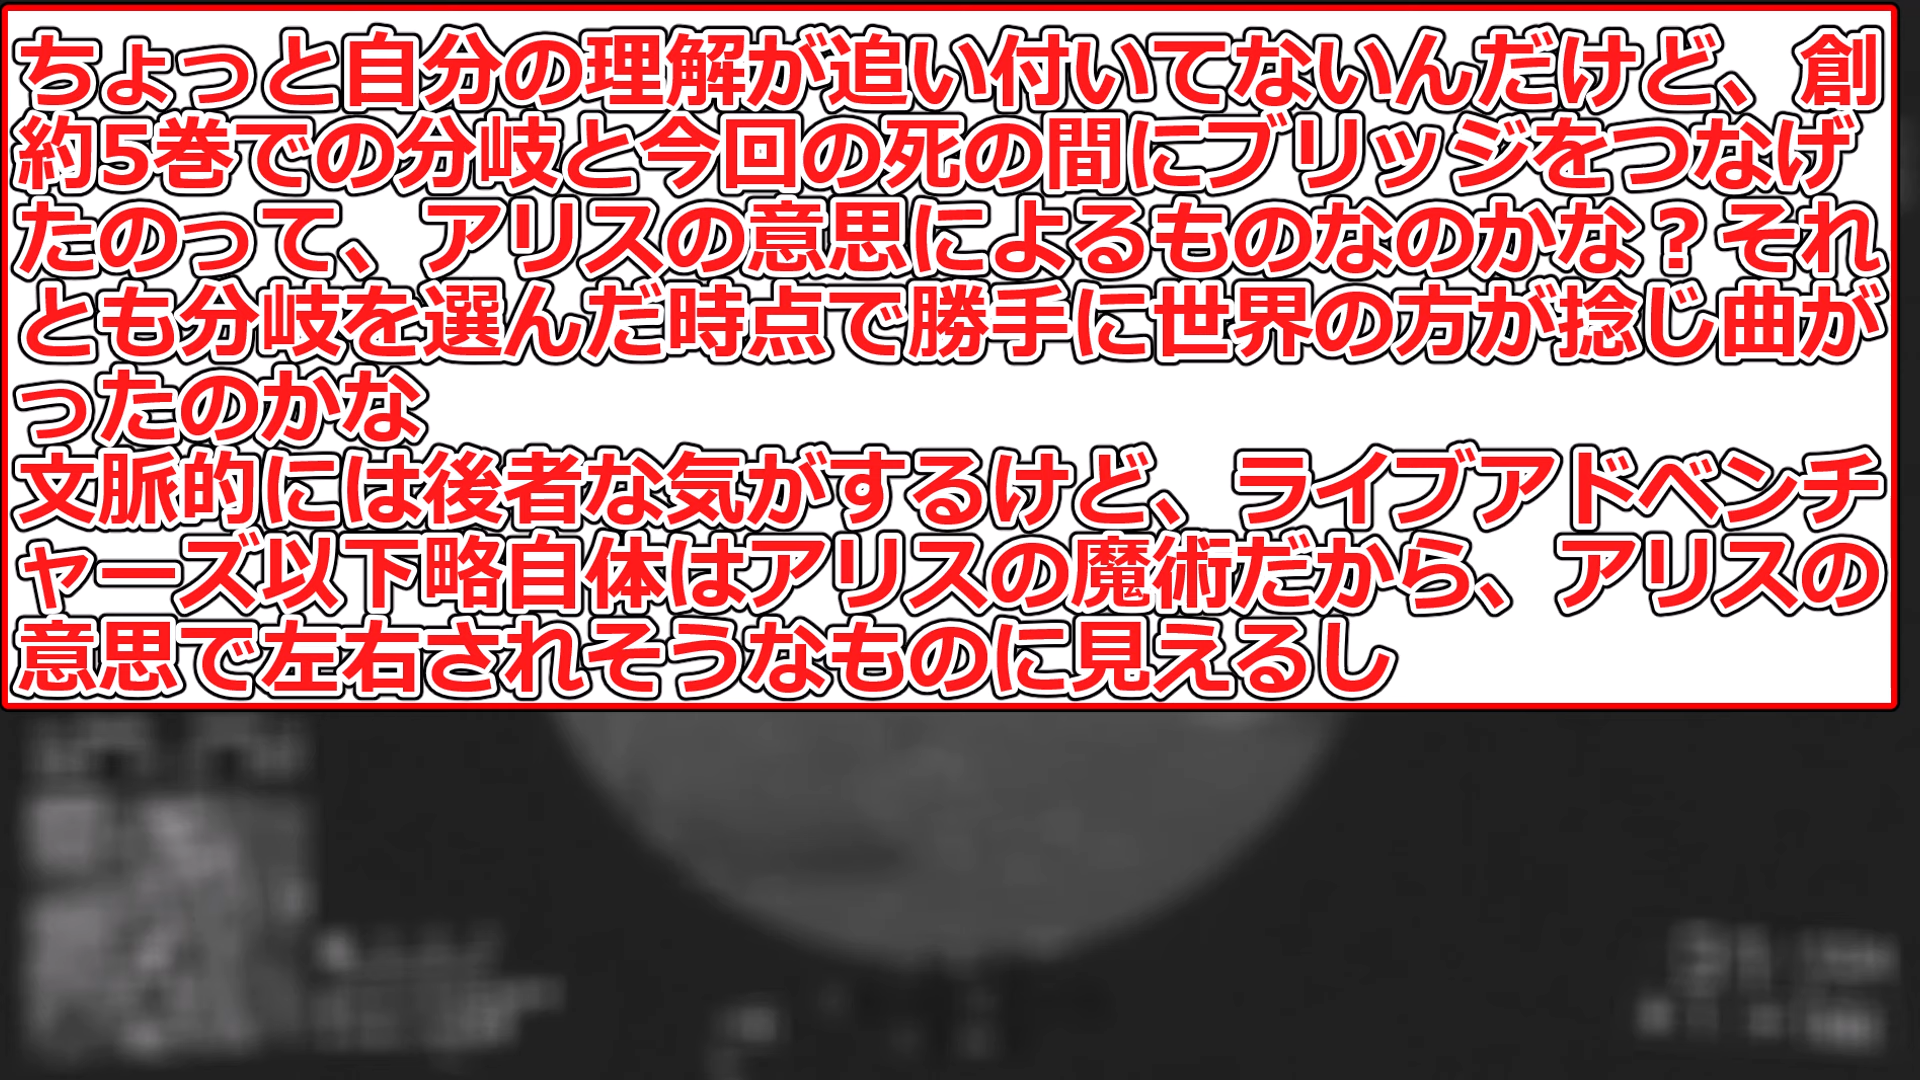 ちょっと自分の理解が追い付いてないんだけど、創
約5巻での分岐と今回の死の間にブリッジをつなげ
たのって、アリスの意思によるものなのかな？それ
とも分岐を選んだ時点で勝手に世界の方が捻じ曲が
ったのかな
文脈的には後者な気がするけど、ライブアドベンチ
ャーズ以下略自体はアリスの魔術だから、アリスの
意思で左右されそうなものに見えるし